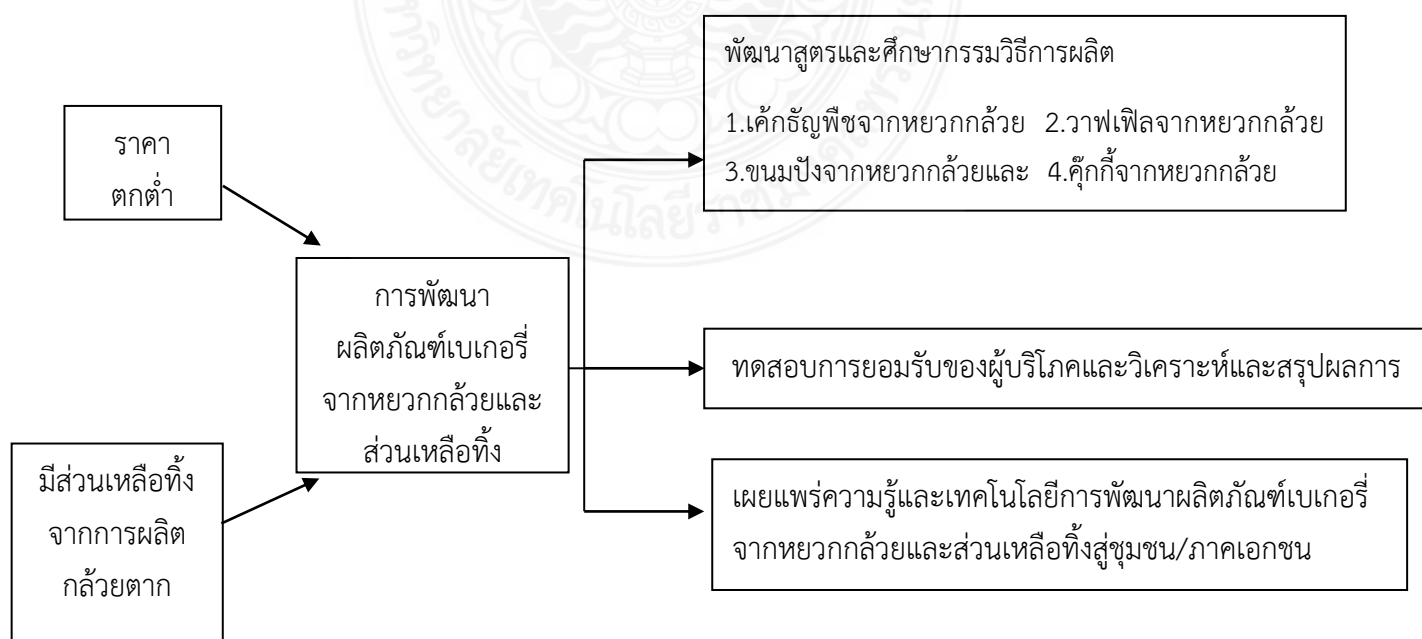 ราคา
ตกต่ำ
มีส่วนเหลือทิ้ง
จากการผลิต
กล้วยตาก
การพัฒนา
ผลิตภัณฑ์เบเกอรี่
จากหยวกกล้วยและ
ส่วนเหลือทิ้ง
พัฒนาสูตรและศึกษากรรมวิธีการผลิต
1.เค้กธัญพืชจากหยวกกล้วย 2.วาฟเฟิลจากหยวกกล้วย
3.ขนมปังจากหยวกกล้วยและ 4.คุ๊กกี้จากหยวกกล้วย
ทดสอบการยอมรับของผู้บริโภคและวิเคราะห์และสรุปผลการ
เผยแพร่ความรู้และเทคโนโลยีการพัฒนาผลิตภัณฑ์เบเกอรี่
จากหยวกกล้วยและส่วนเหลือทิ้งสู่ชุมชน/ภาคเอกชน